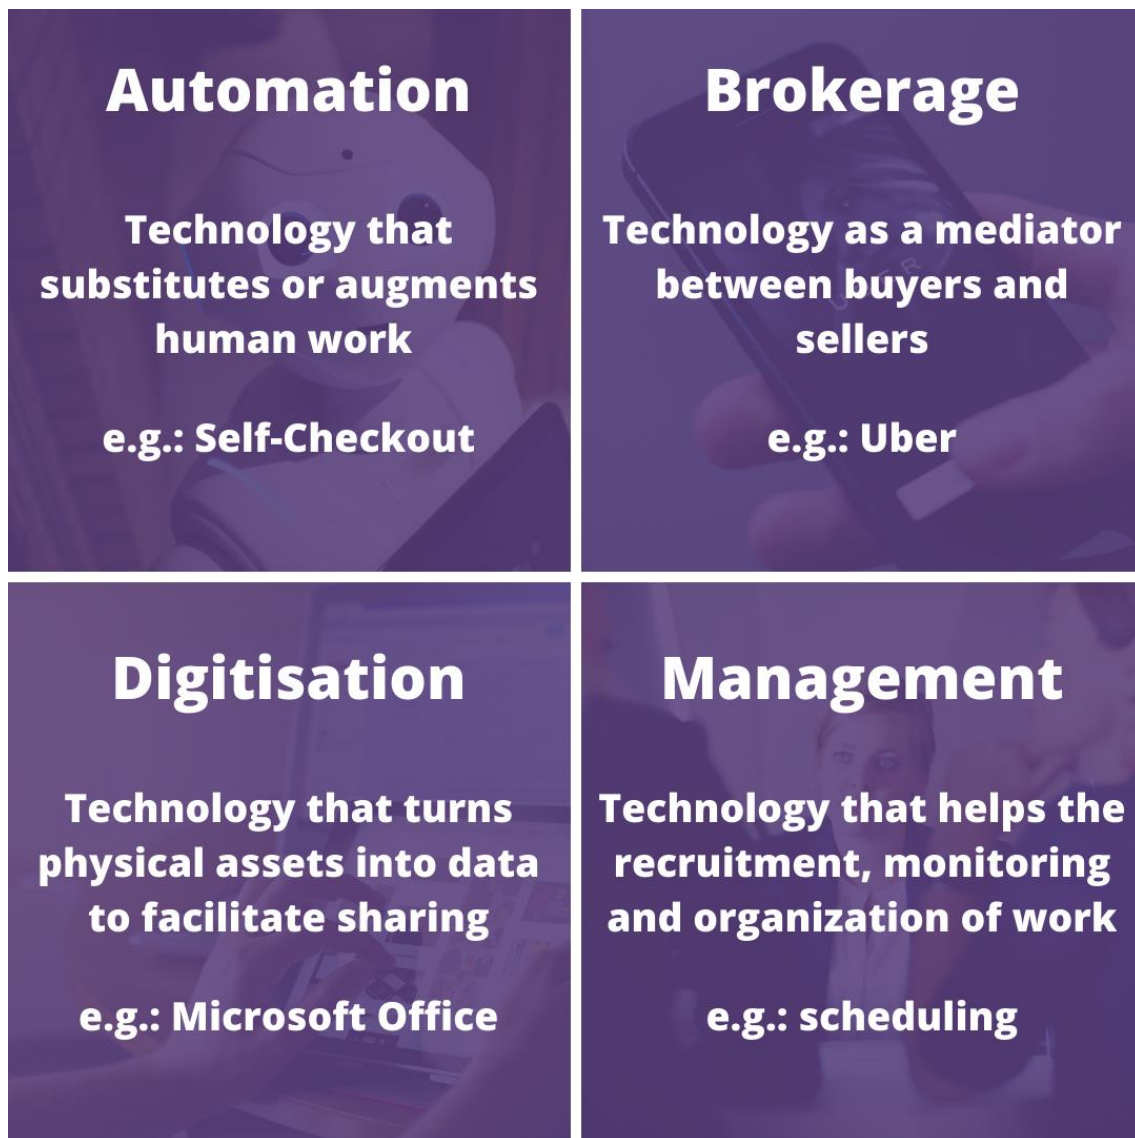 Automation
Technology that
substitutes or augments
human work
e.g.: Self-Checkout
Brokerage
Technology as a mediator
between buyers and
sellers
e.g.: Uber
UBER
Digitisation
Technology that turns
physical assets into data
to facilitate sharing
e.g.: Microsoft Office
Management
Technology that helps the
recruitment, monitoring
and organization of work
e.g.: scheduling